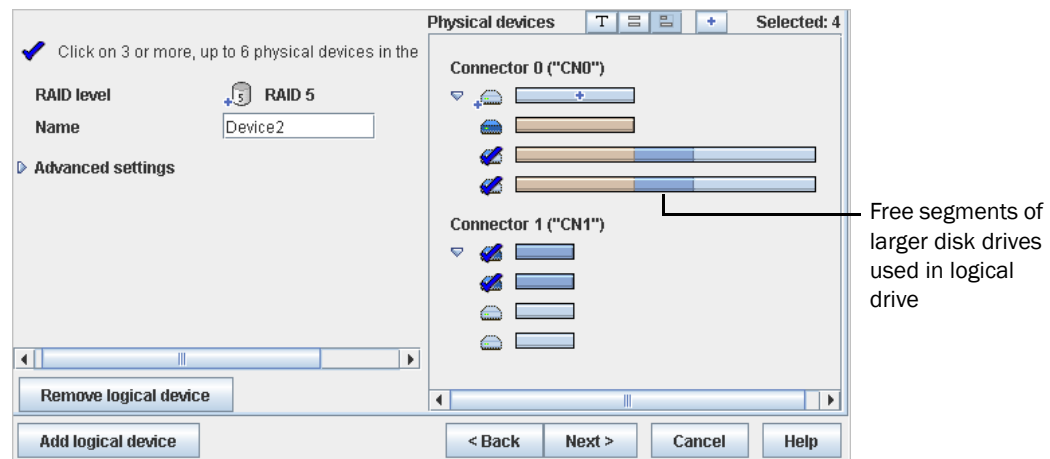 Physical devices
T
+
Selected: 4
Click on 3 or more, up to 6 physical devices in the
RAID level
5
RAID 5
Name
Device2
Advanced settings
Connector 0 ("CN0")
+
+
Connector 1 ("CN1")
Free segments of
larger disk drives
used in logical
drive
Remove logical device
Add logical device
< Back
Next >
Cancel
Help